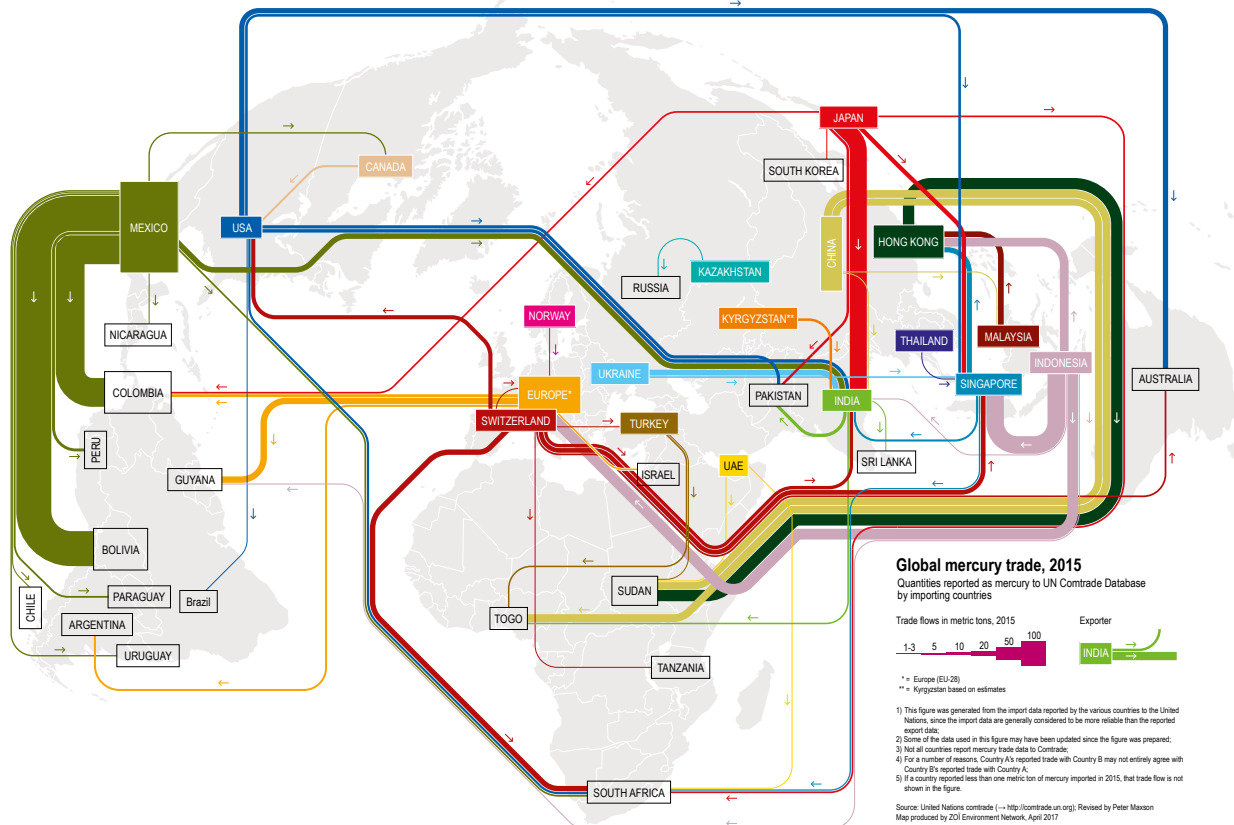 JAPAN
SOUTH KOREA
CANADA
MEXICO
USA
CHINA
HONG KONG
KAZAKHSTAN
RUSSIA
NORWAY
KYRGYZSTAN**
NICARAGUA
THAILAND
MALAYSIA
INDONESIA
UKRAINE
SINGAPORE
AUSTRALIA
COLOMBIA
EUROPE*
PAKISTAN
INDIA
SWITZERLAND
TURKEY
PERU
SRI LANKA
UAE
ISRAEL
GUYANA
BOLIVIA
SUDAN
CHILE
PARAGUAY
Brazil
TOGO
ARGENTINA
URUGUAY
TANZANIA
SOUTH AFRICA
Global mercury trade, 2015
Quantities reported as mercury to UN Comtrade Database
by importing countries
Trade flows in metric tons, 2015
Exporter
1-3 5 10 20 50 100
INDIA
* = Europe (EU-28)
** = Kyrgyzstan based on estimates
1) This figure was generated from the import data reported by the various countries to the United
Nations, since the import data are generally considered to be more reliable than the reported
export data;
2) Some of the data used in this figure may have been updated since the figure was prepared;
3) Not all countries report mercury trade data to Comtrade;
4) For a number of reasons, Country A's reported trade with Country B may not entirely agree with
Country B's reported trade with Country A;
5) If a country reported less than one metric ton of mercury imported in 2015, that trade flow is not
shown in the figure.
Source: United Nations comtrade (→ http://comtrade.un.org); Revised by Peter Maxson
Map produced by ZOÏ Environment Network, April 2017